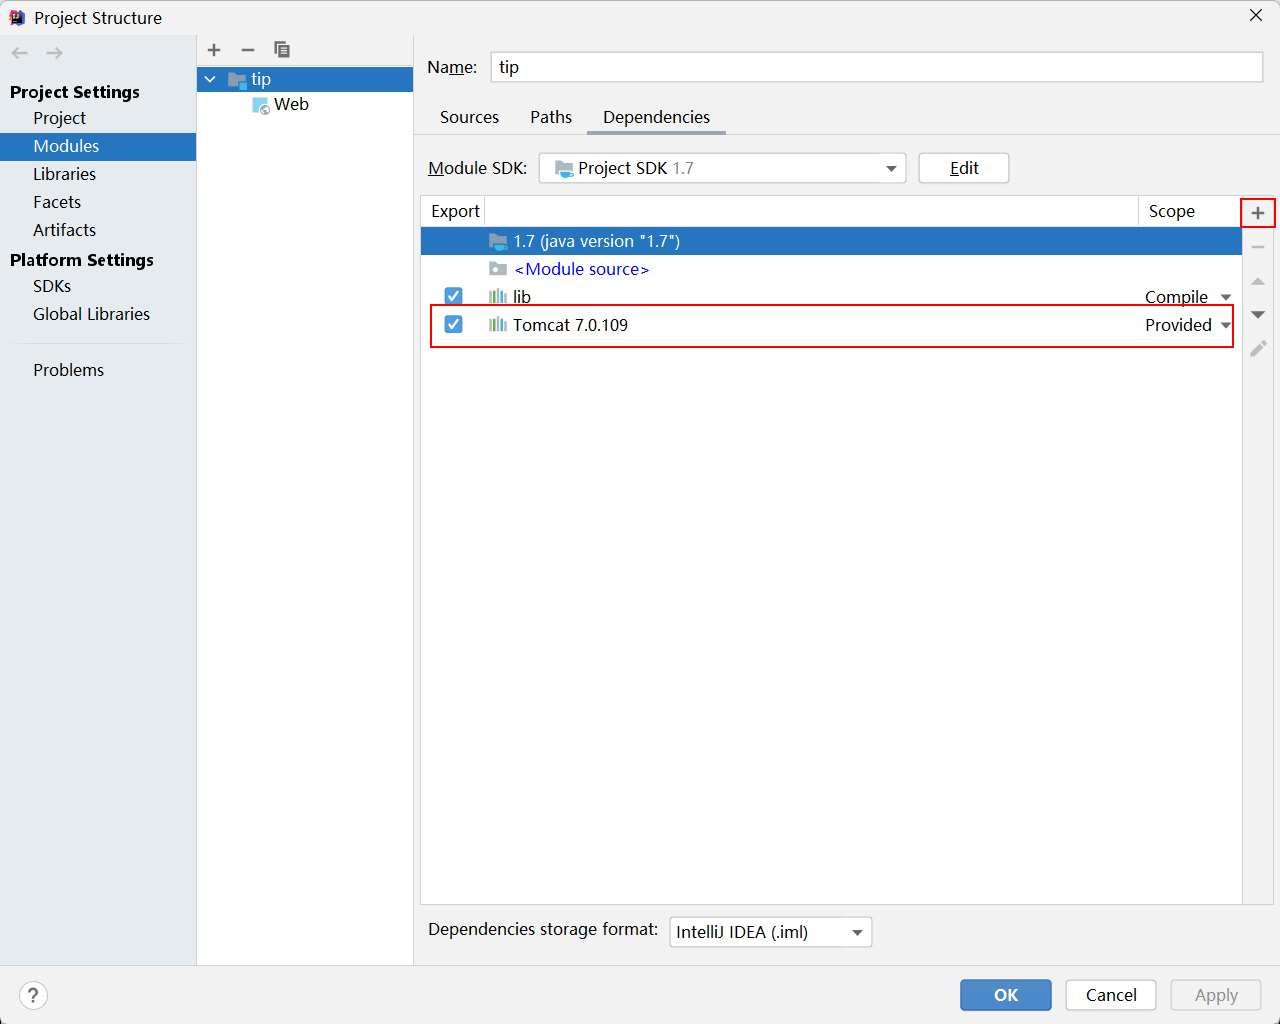 Project Structure
Project Settings
Project
Modules
Libraries
Facets
Artifacts
Platform Settings
SDKs
Global Libraries
Problems
tip
Web
Name: tip
Sources Paths Dependencies
Module SDK: Project SDK 1.7 Edit
Export Scope
1.7 (java version "1.7")
<Module source>
lib Compile
Tomcat 7.0.109 Provided
Dependencies storage format: IntelliJ IDEA (.iml)
? OK Cancel Apply